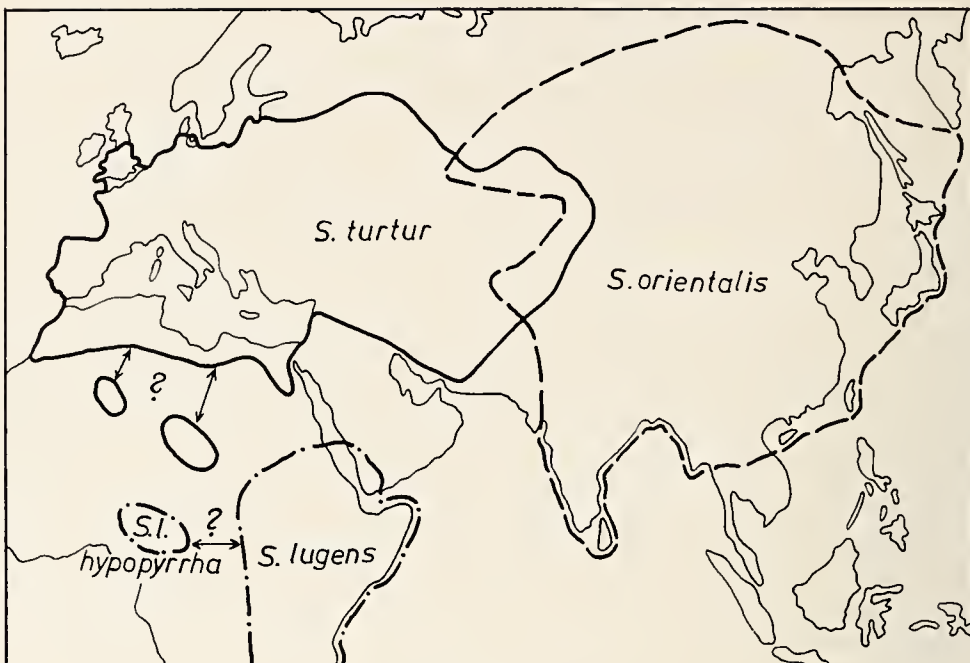 S. turtur
S. orientalis
?
S.l. ?
hypopyrrha S. lugens